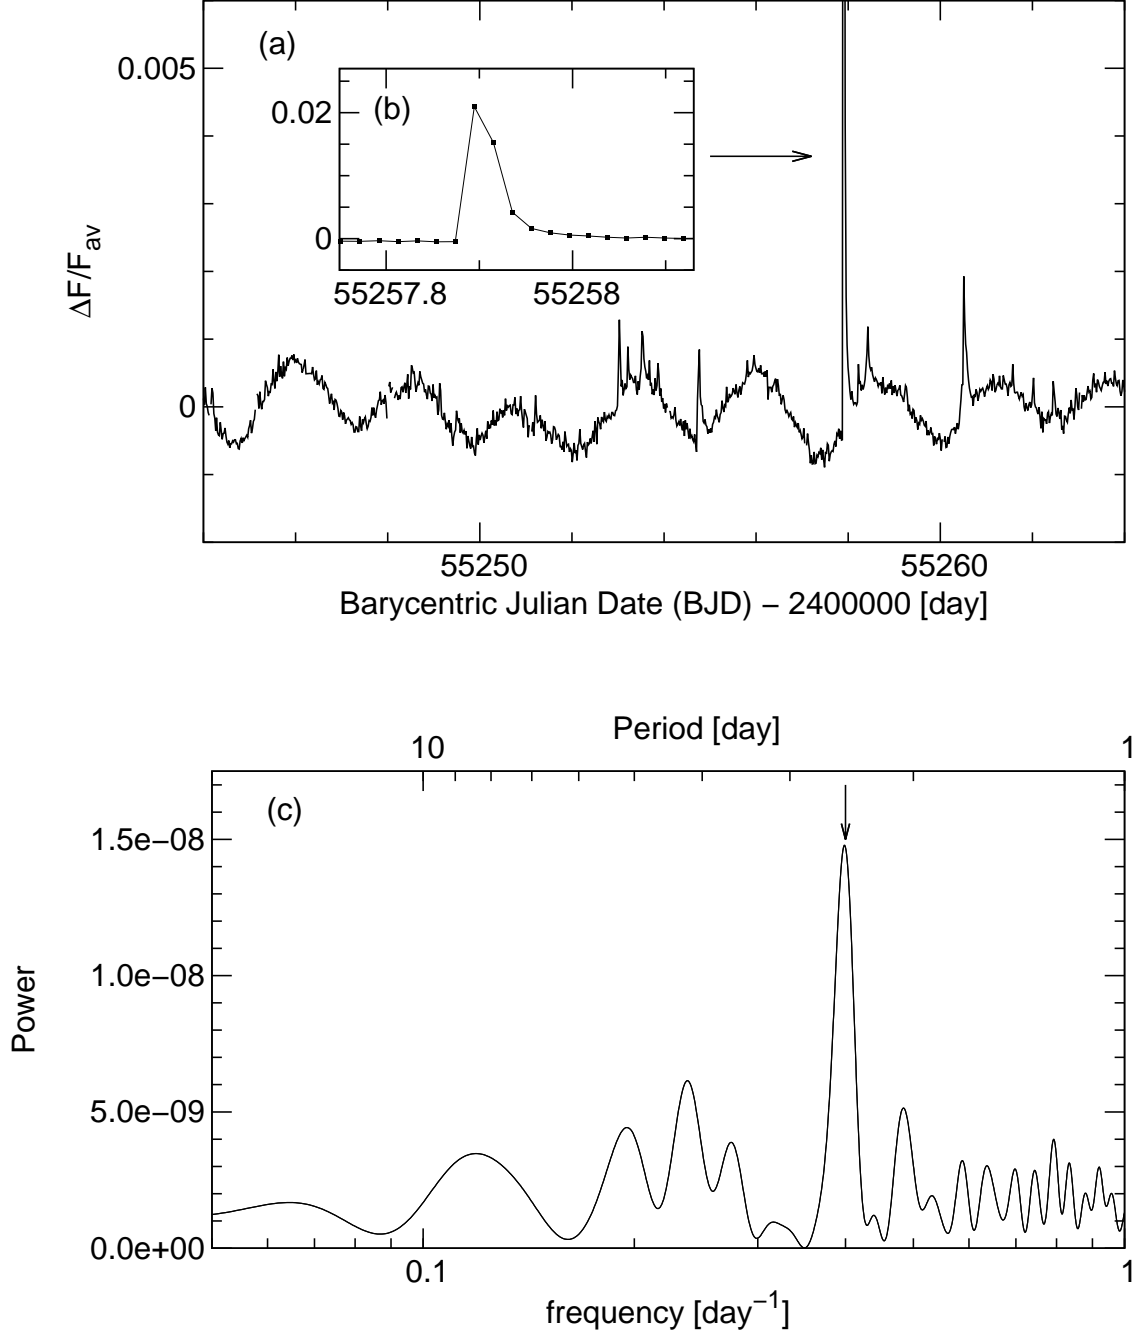 (a)
0.005
(b)
0.02
0
55257.8 55258
ΔF/Fav
0
55250 55260
Barycentric Julian Date (BJD) − 2400000 [day]
Period [day]
10 1
(c)
1.5e−08
1.0e−08
Power
5.0e−09
0.0e+00
0.1 1
frequency [day−1]